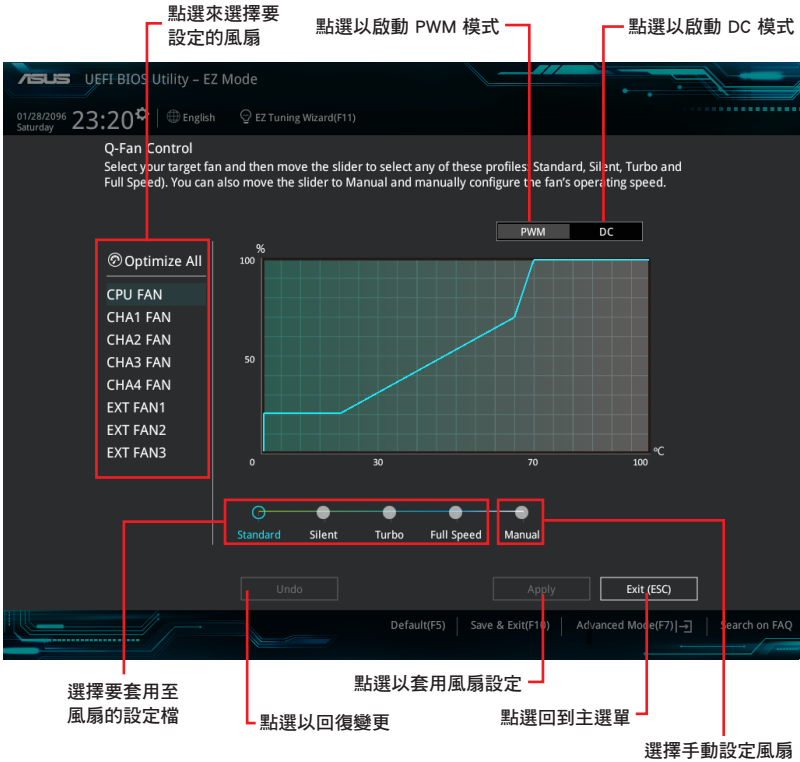 點選來選擇要
設定的風扇
點選以啟動 PWM 模式
點選以啟動 DC 模式
ASUS UEFI BIOS Utility – EZ Mode
01/28/2096
Saturday
23:20
English
EZ Tuning Wizard(F11)
Q-Fan Control
Select your target fan and then move the slider to select any of these profiles: Standard, Silent, Turbo and
Full Speed). You can also move the slider to Manual and manually configure the fan's operating speed.
PWM DC
Optimize All
CPU FAN
CHA1 FAN
CHA2 FAN
CHA3 FAN
CHA4 FAN
EXT FAN1
EXT FAN2
EXT FAN3
%
100
50
0 30 70 100
°C
Standard Silent Turbo Full Speed Manual
Undo Apply Exit (ESC)
Default(F5) Save & Exit(F10) Advanced Mode(F7) Search on FAQ
選擇要套用至
風扇的設定檔
點選以回復變更
點選以套用風扇設定
點選回到主選單
選擇手動設定風扇